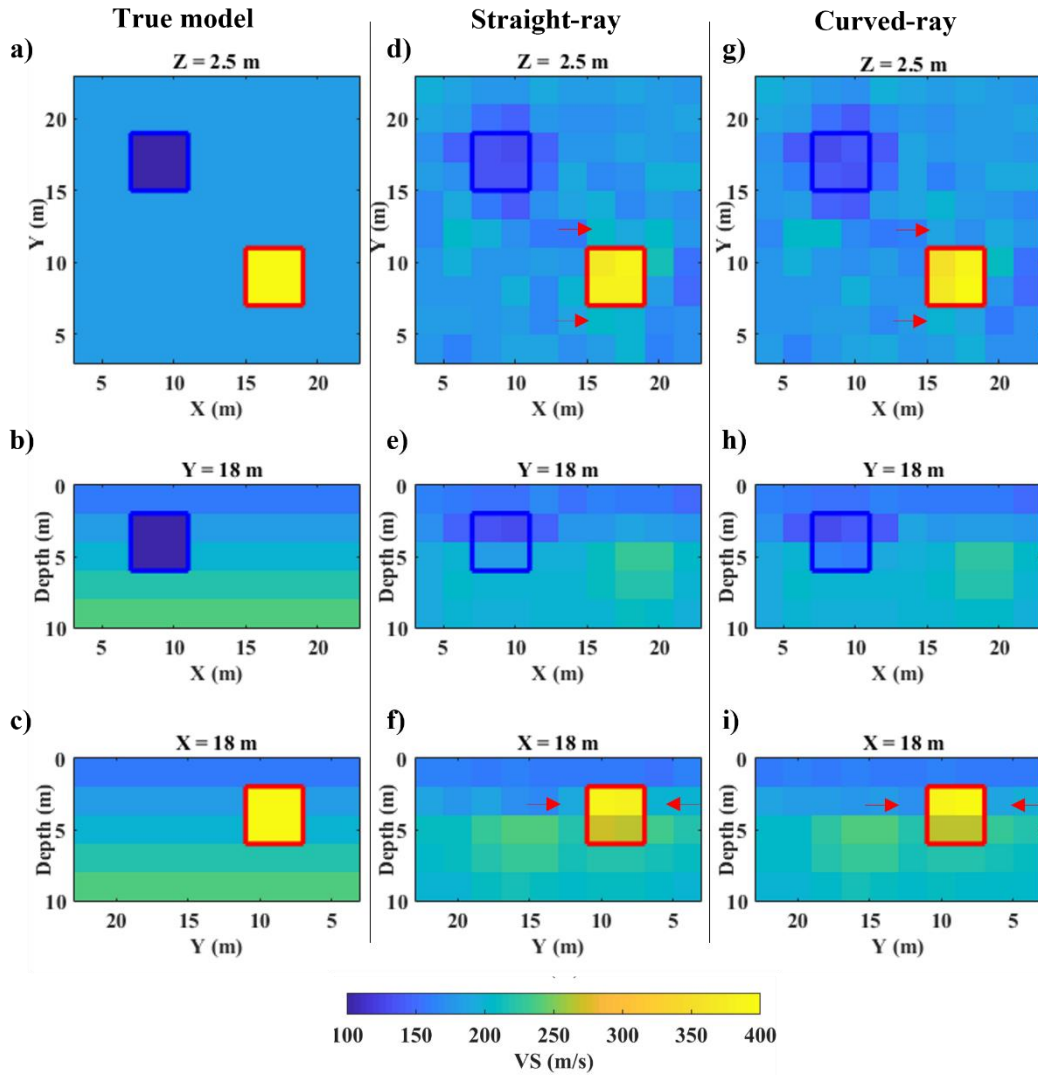 True model Straight-ray Curved-ray
a) d) g)
Z = 2.5 m Z = 2.5 m Z = 2.5 m
20 20 20
15 15 15
10 10 10
5 5 5
Y (m) Y (m) Y (m)
5 10 15 20 5 10 15 20 5 10 15 20
X (m) X (m) X (m)
b) e) h)
Y = 18 m Y = 18 m Y = 18 m
0 0 0
5 5 5
10 10 10
Depth (m) Depth (m) Depth (m)
5 10 15 20 5 10 15 20 5 10 15 20
X (m) X (m) X (m)
c) f) i)
X = 18 m X = 18 m X = 18 m
0 0 0
5 5 5
10 10 10
Depth (m) Depth (m) Depth (m)
20 15 10 5 20 15 10 5 20 15 10 5
Y (m) Y (m) Y (m)
100 150 200 250 300 350 400
VS (m/s)